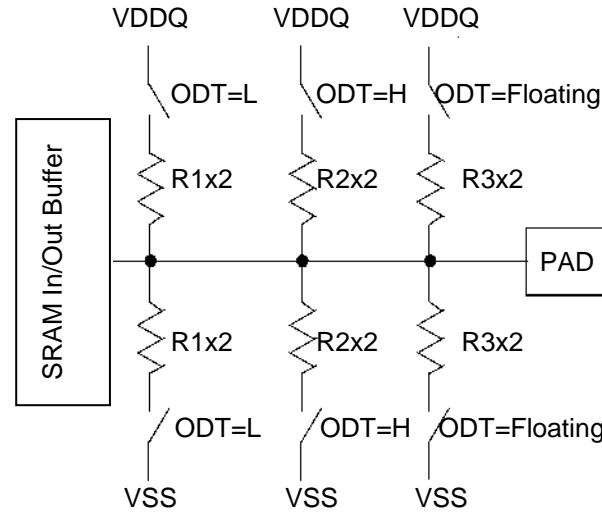 VDDQ VDDQ VDDQ
ODT=L ODT=H ODT=Floating
SRAM In/Out Buffer
R1x2 R2x2 R3x2
PAD
R1x2 R2x2 R3x2
ODT=L ODT=H ODT=Floating
VSS VSS VSS